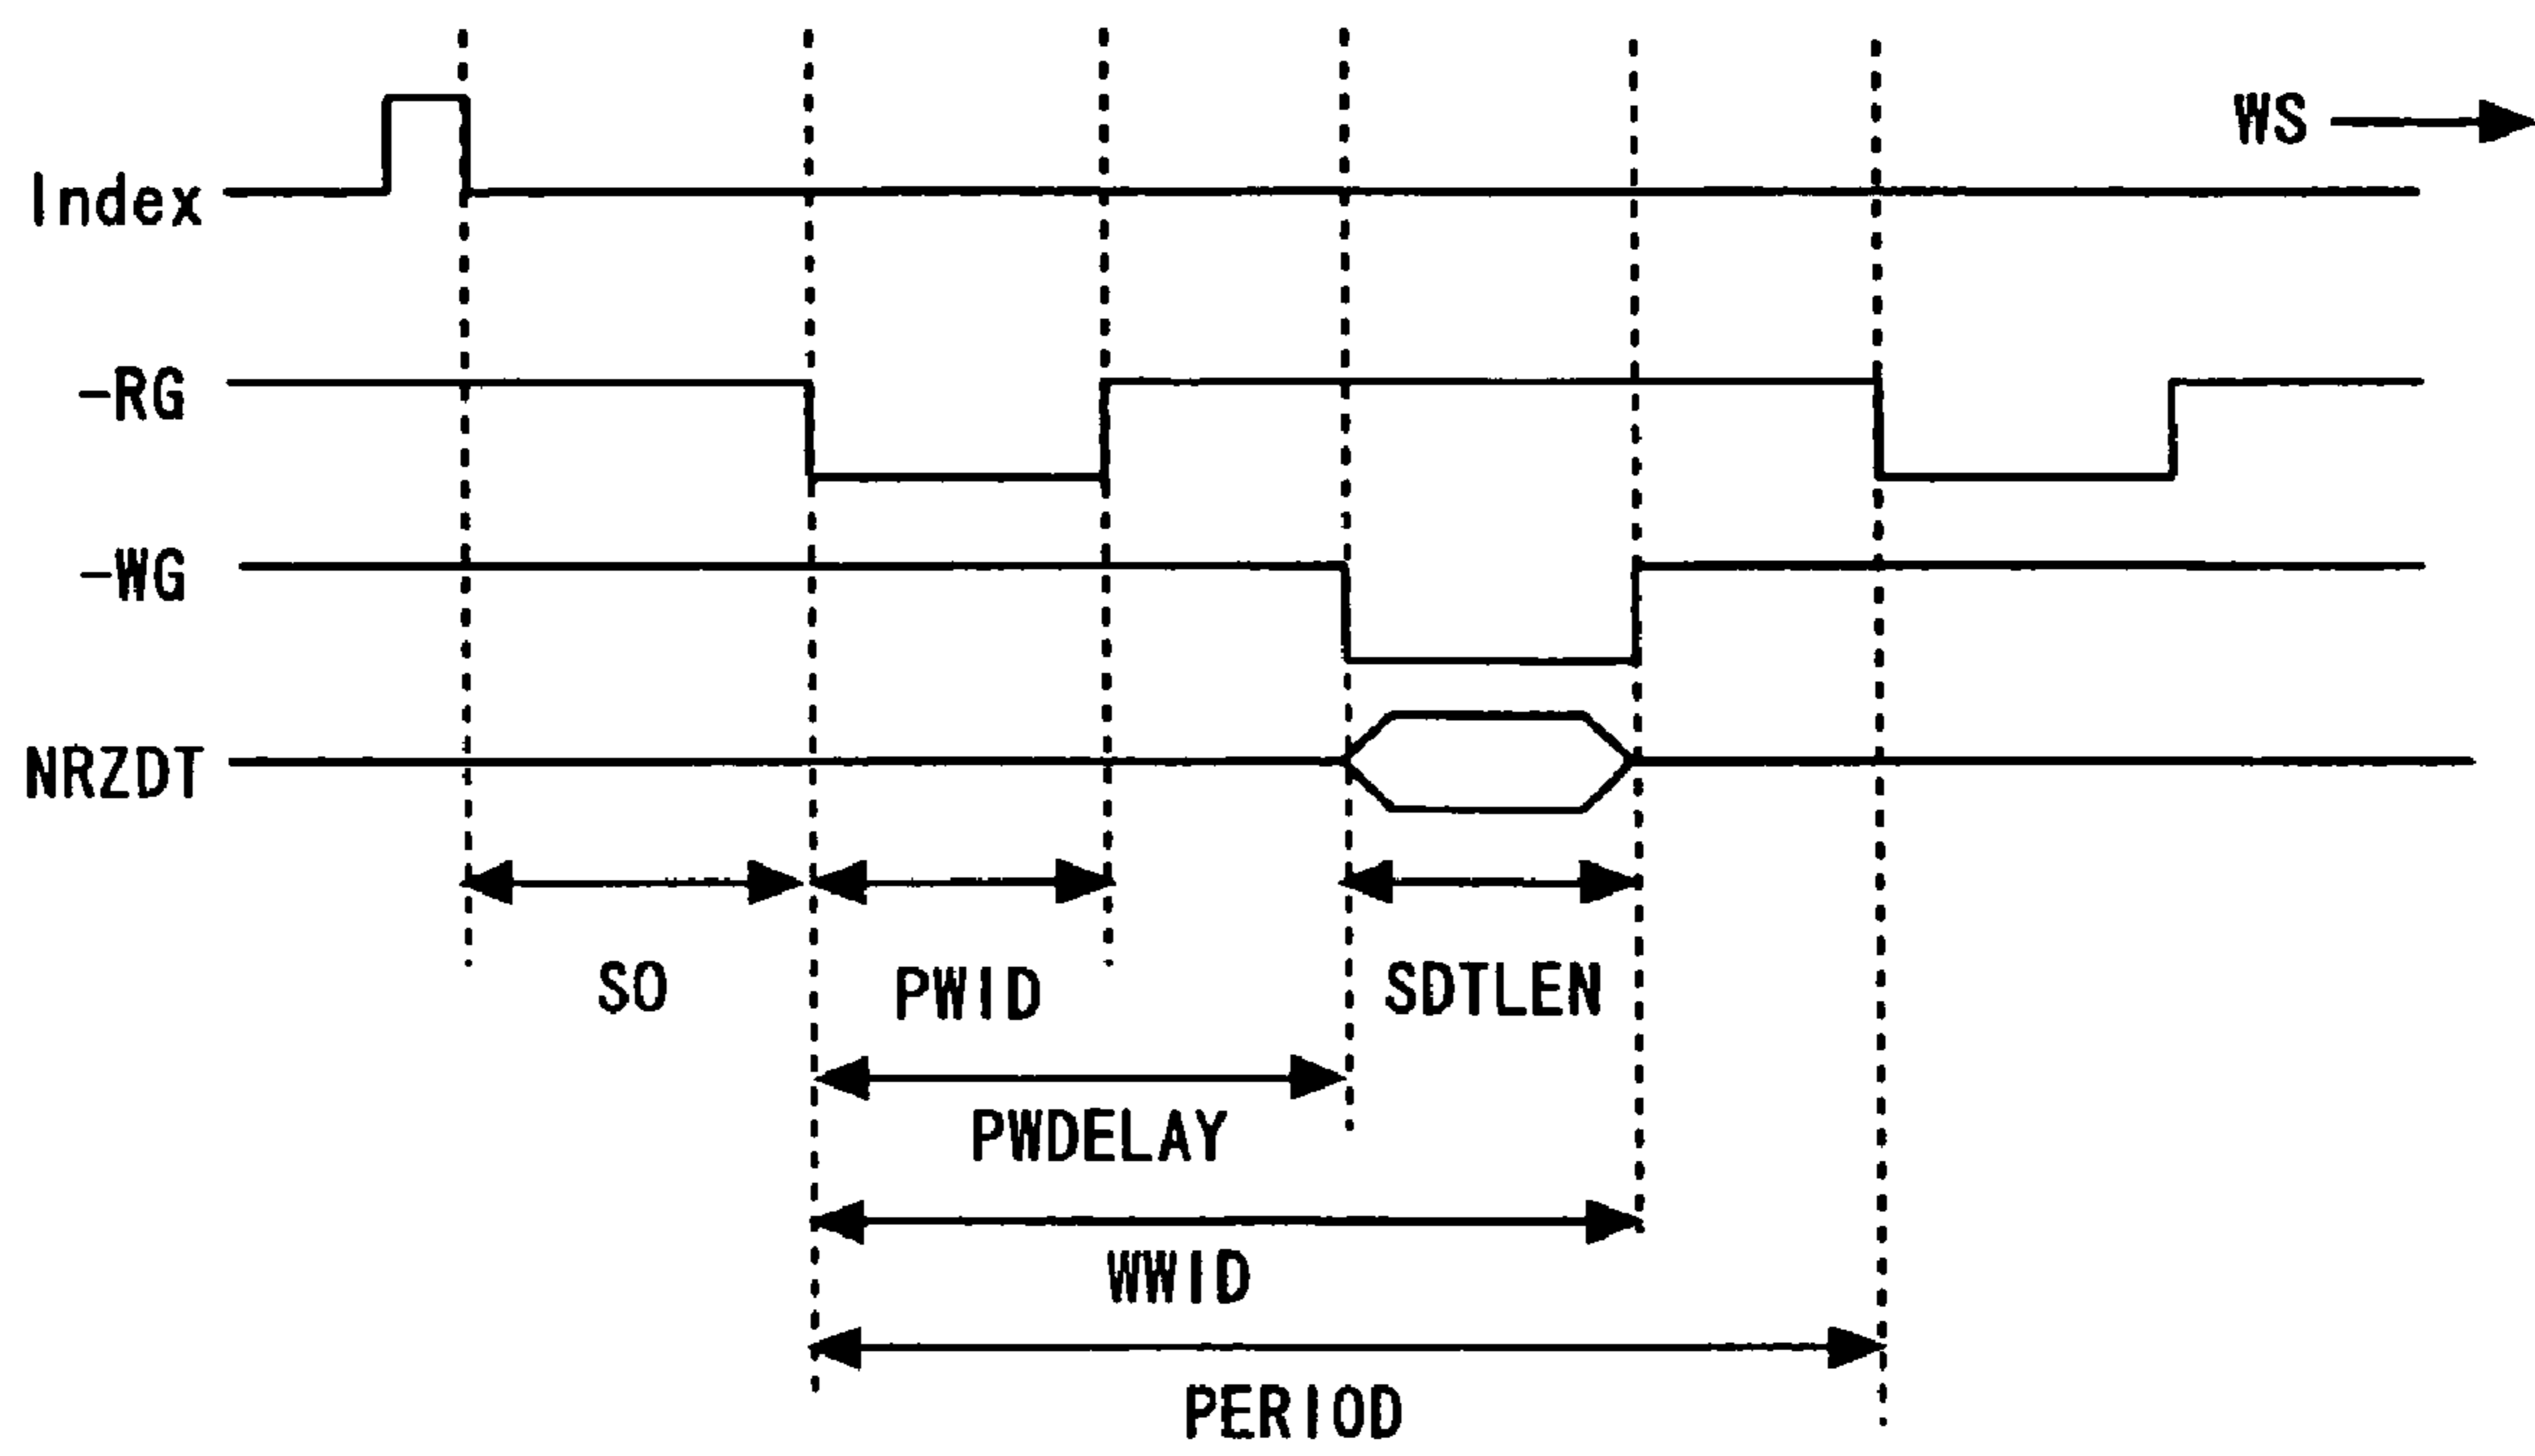 WS
Index
-RG
-WG
NRZDT
SO
PWID
SDTLEN
PWDELAY
WWID
PERIOD